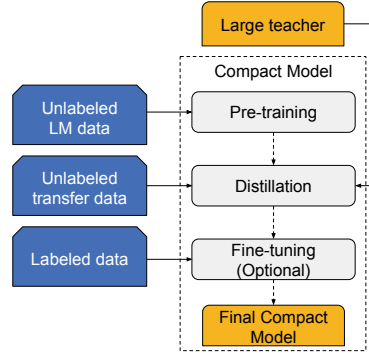 Large teacher
Compact Model
Unlabeled
LM data
Pre-training
Unlabeled
transfer data
Distillation
Labeled data
Fine-tuning
(Optional)
Final Compact
Model